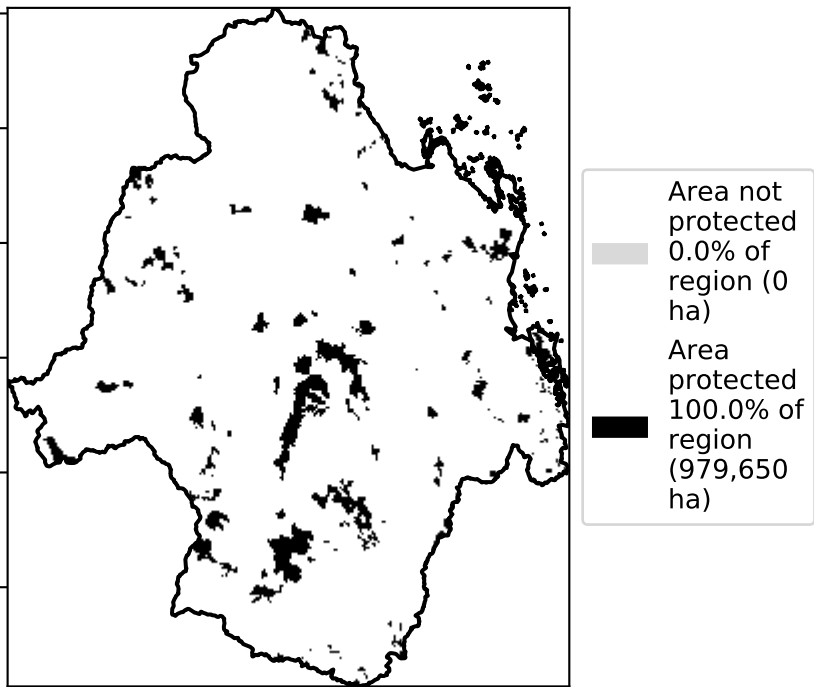 Area not
protected
0.0% of
region (0
ha)
Area
protected
100.0% of
region
(979,650
ha)